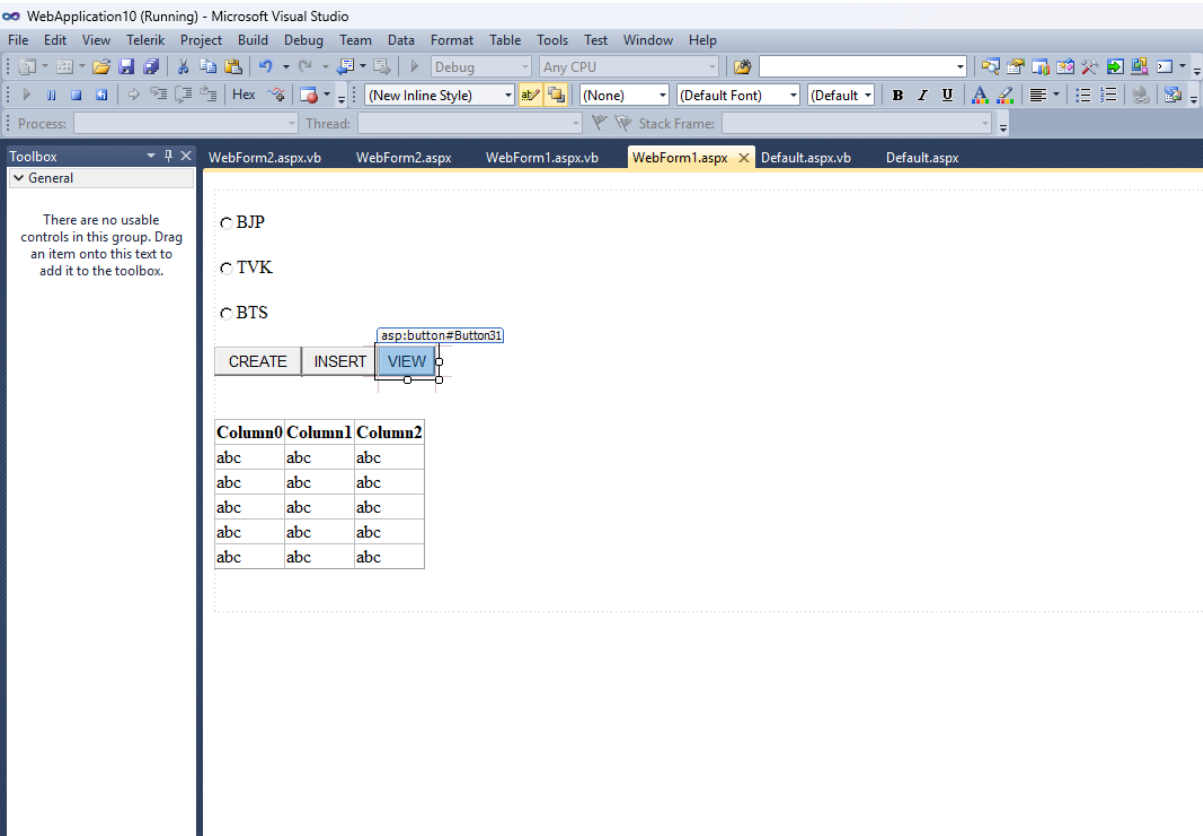 WebApplication10 (Running) - Microsoft Visual Studio
File Edit View Telerik Project Build Debug Team Data Format Table Tools Test Window Help
Debug Any CPU
Hex (New Inline Style) (None) (Default Font) (Default B I U A
Process: Thread: Stack Frame:
Toolbox WebForm2.aspx.vb WebForm2.aspx WebForm1.aspx.vb WebForm1.aspx Default.aspx.vb Default.aspx
General
There are no usable
controls in this group. Drag
an item onto this text to
add it to the toolbox.
BJP
TVK
BTS
asp:button#Button31
CREATE INSERT VIEW
Column0 Column1 Column2
abc abc abc
abc abc abc
abc abc abc
abc abc abc
abc abc abc